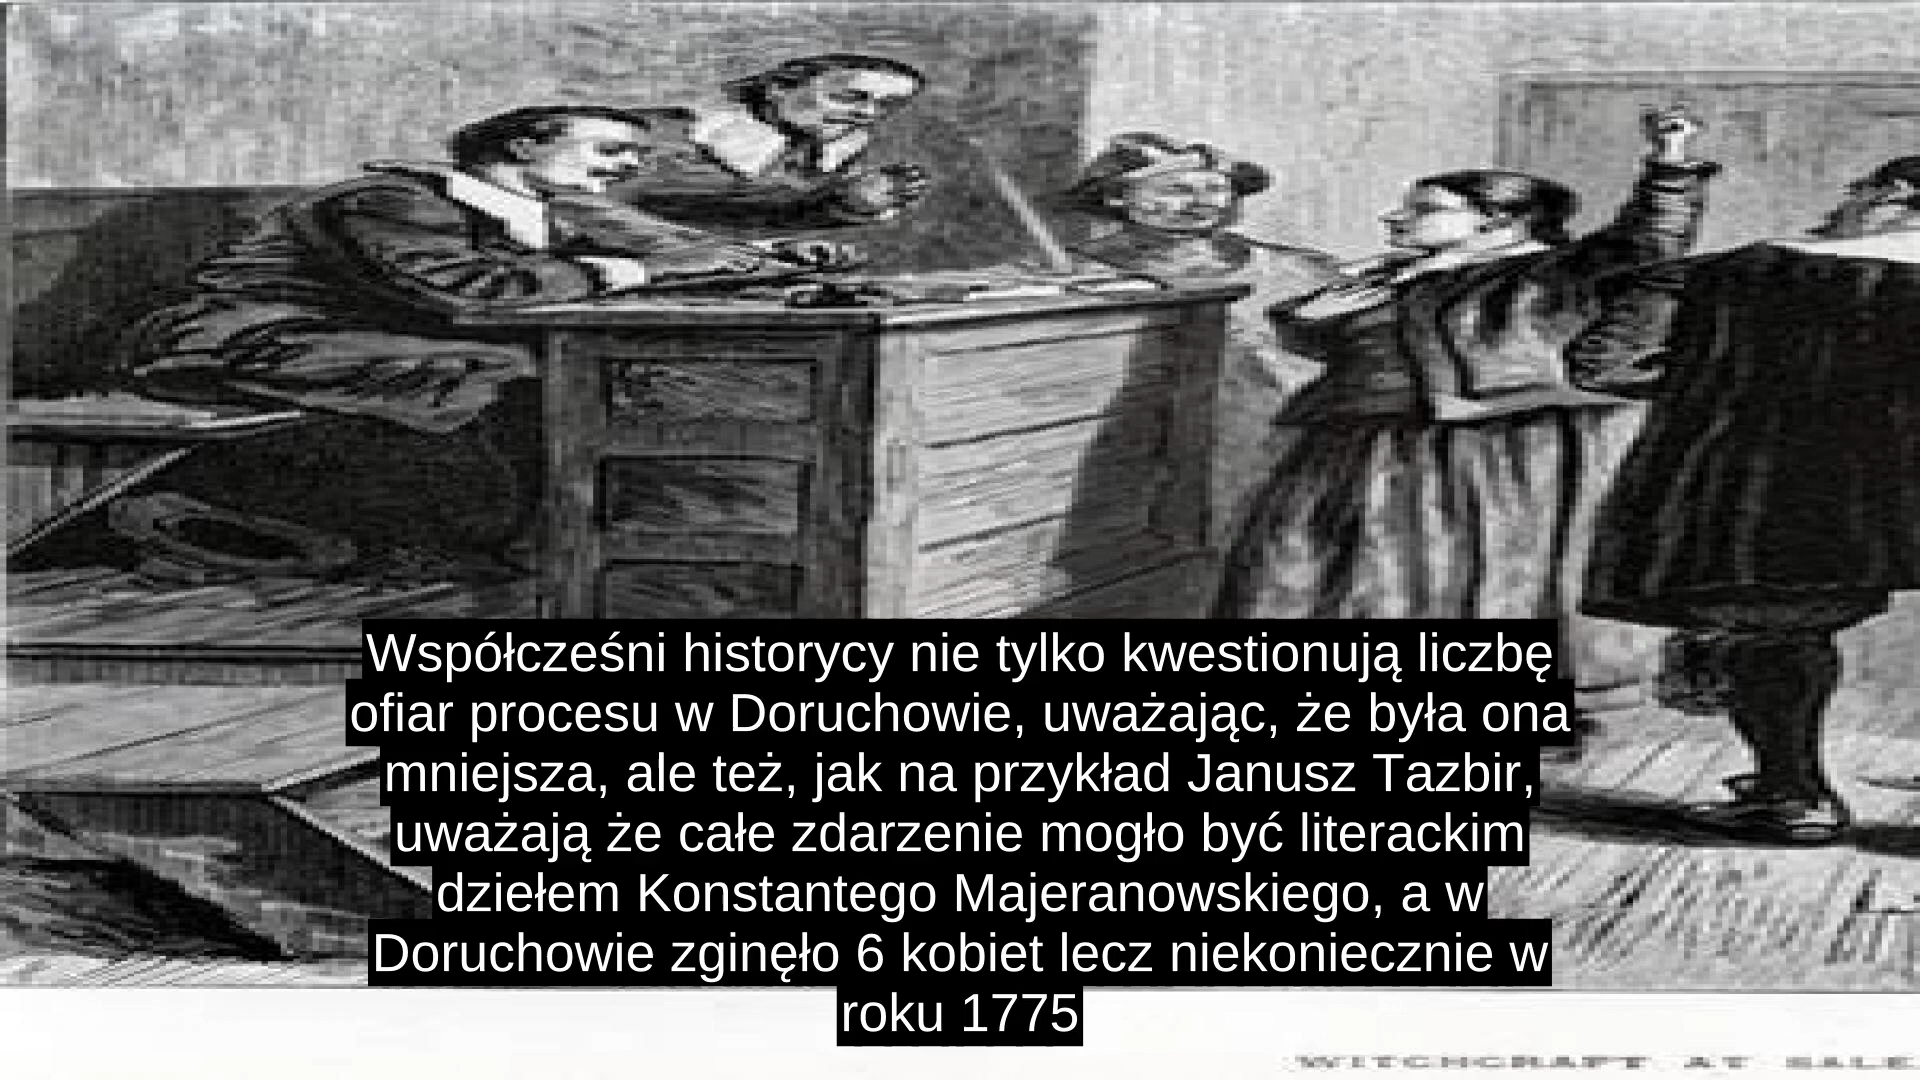 Współcześni historycy nie tylko kwestionują liczbę
ofiar procesu w Doruchowie, uważając, że była ona
mniejsza, ale też, jak na przykład Janusz Tazbir,
uważają że całe zdarzenie mogło być literackim
dziełem Konstantego Majeranowskiego, a w
Doruchowie zginęło 6 kobiet lecz niekoniecznie w
roku 1775
WITCHCRAFT AT SALE